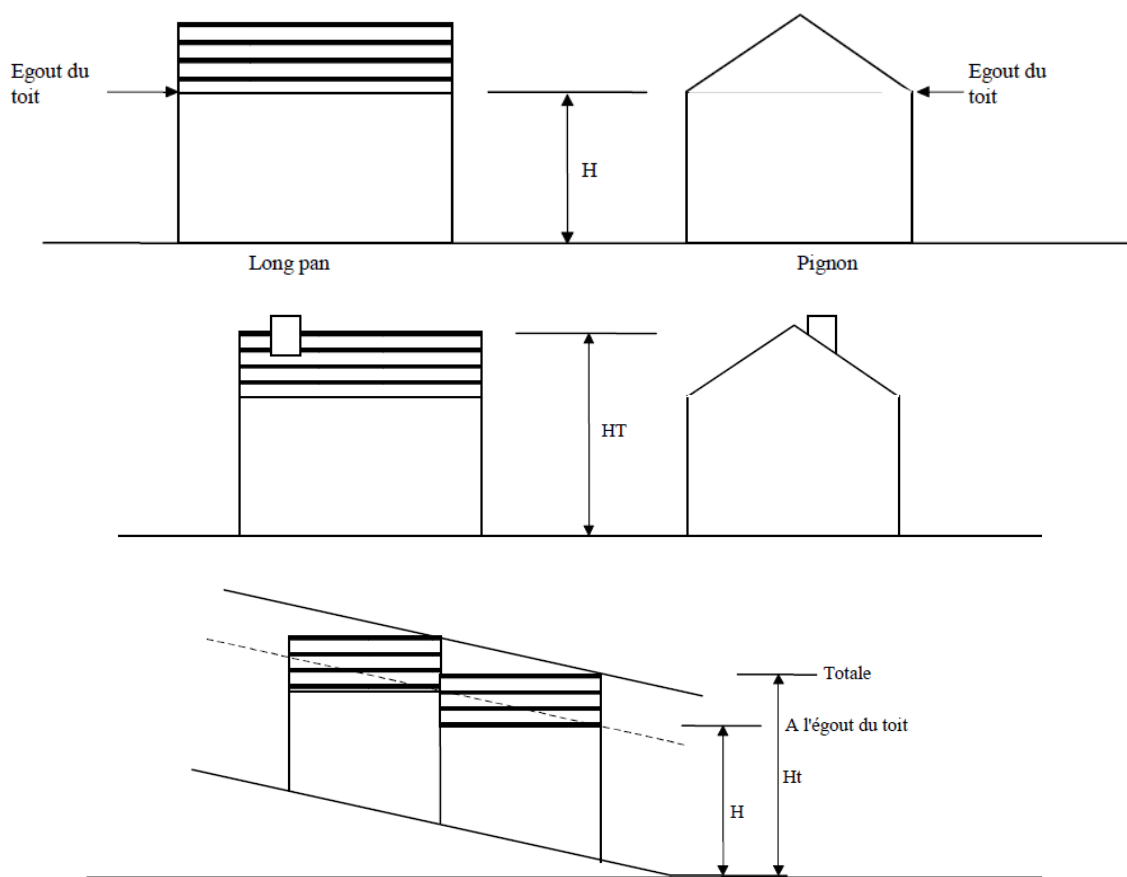 Egout du
toit
Egout du
toit
H
Long pan
Pignon
HT
Totale
A l'égout du toit
Ht
H